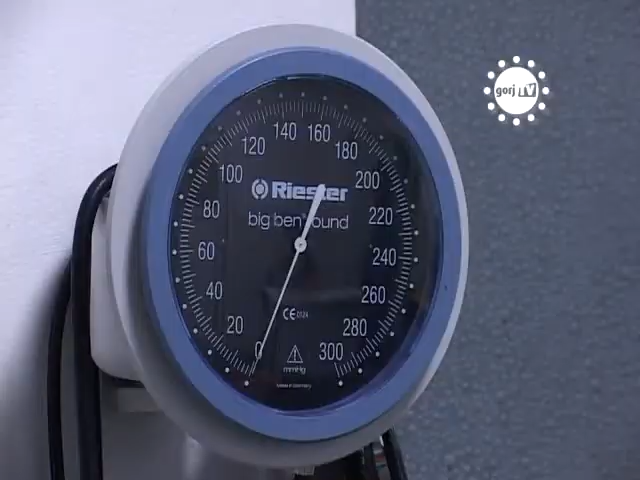 gorj TV
140 160
120 180
100 200
Riester
big ben round
80 220
60 240
40 260
CE 0124
20 280
0 300
mmHg
Made in Germany